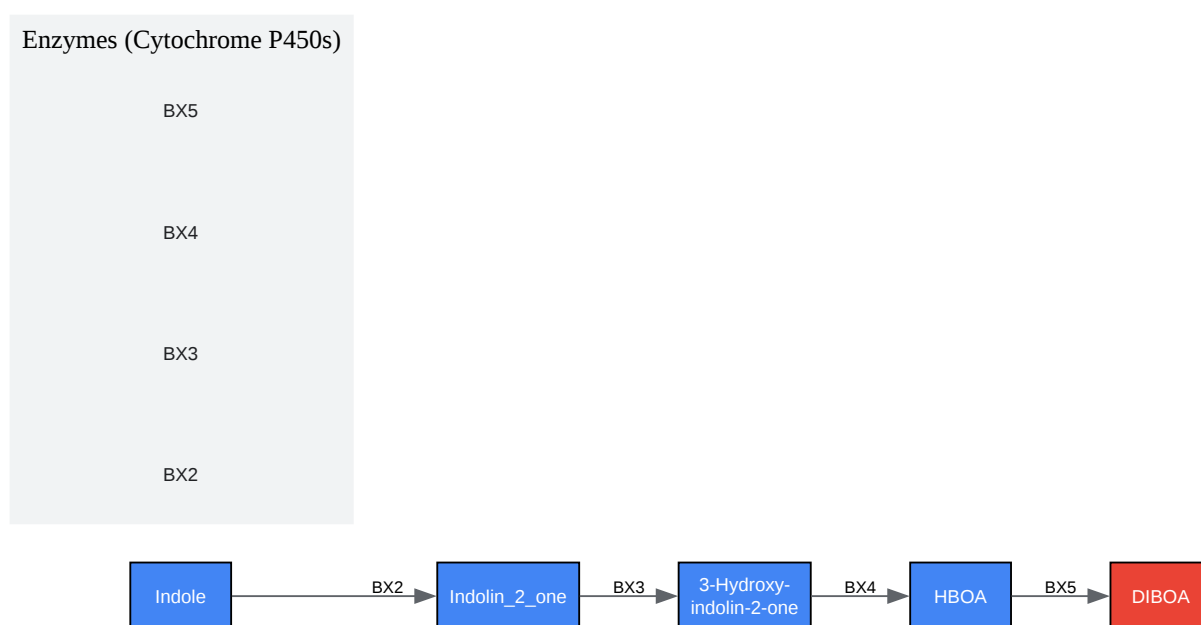 Enzymes (Cytochrome P450s)
BX5
BX4
BX3
BX2
Indole
BX2
Indolin_2_one
BX3
3-Hydroxy-
indolin-2-one
BX4
HBOA
BX5
DIBOA